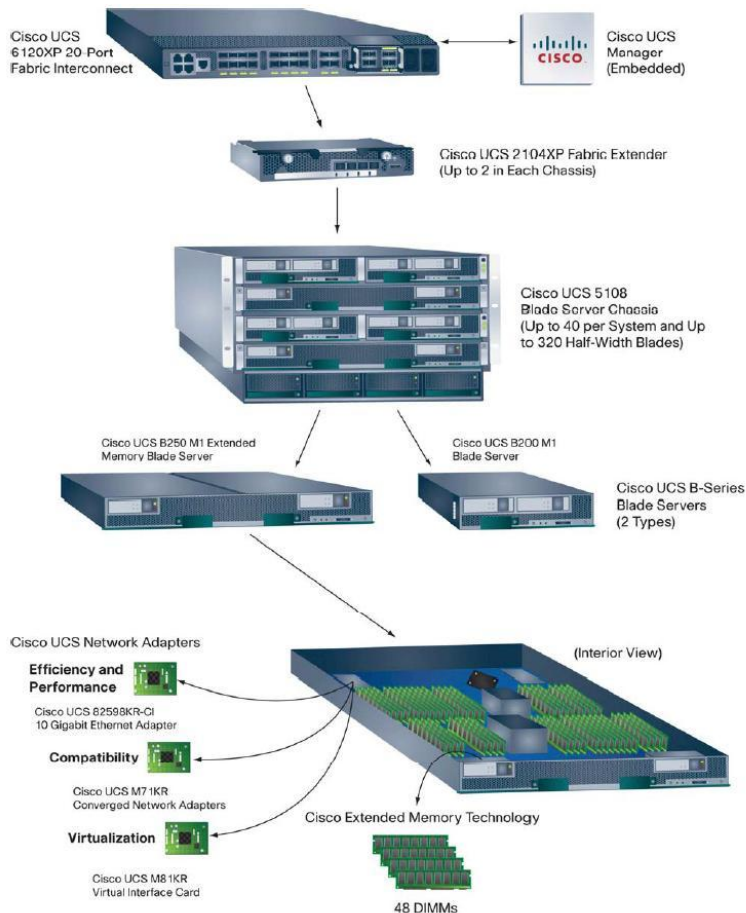 Cisco UCS
6120XP 20-Port
Fabric Interconnect
CISCO
Cisco UCS
Manager
(Embedded)
Cisco UCS 2104XP Fabric Extender
(Up to 2 in Each Chassis)
Cisco UCS 5108
Blade Server Chassis
(Up to 40 per System and Up
to 320 Half-Width Blades)
Cisco UCS B250 M1 Extended
Memory Blade Server
Cisco UCS B200 M1
Blade Server
Cisco UCS B-Series
Blade Servers
(2 Types)
Cisco UCS Network Adapters
(Interior View)
Efficiency and
Performance
Cisco UCS 82598KR-CI
10 Gigabit Ethernet Adapter
Compatibility
Cisco UCS M71KR
Converged Network Adapters
Virtualization
Cisco UCS M81KR
Virtual Interface Card
Cisco Extended Memory Technology
48 DIMMs